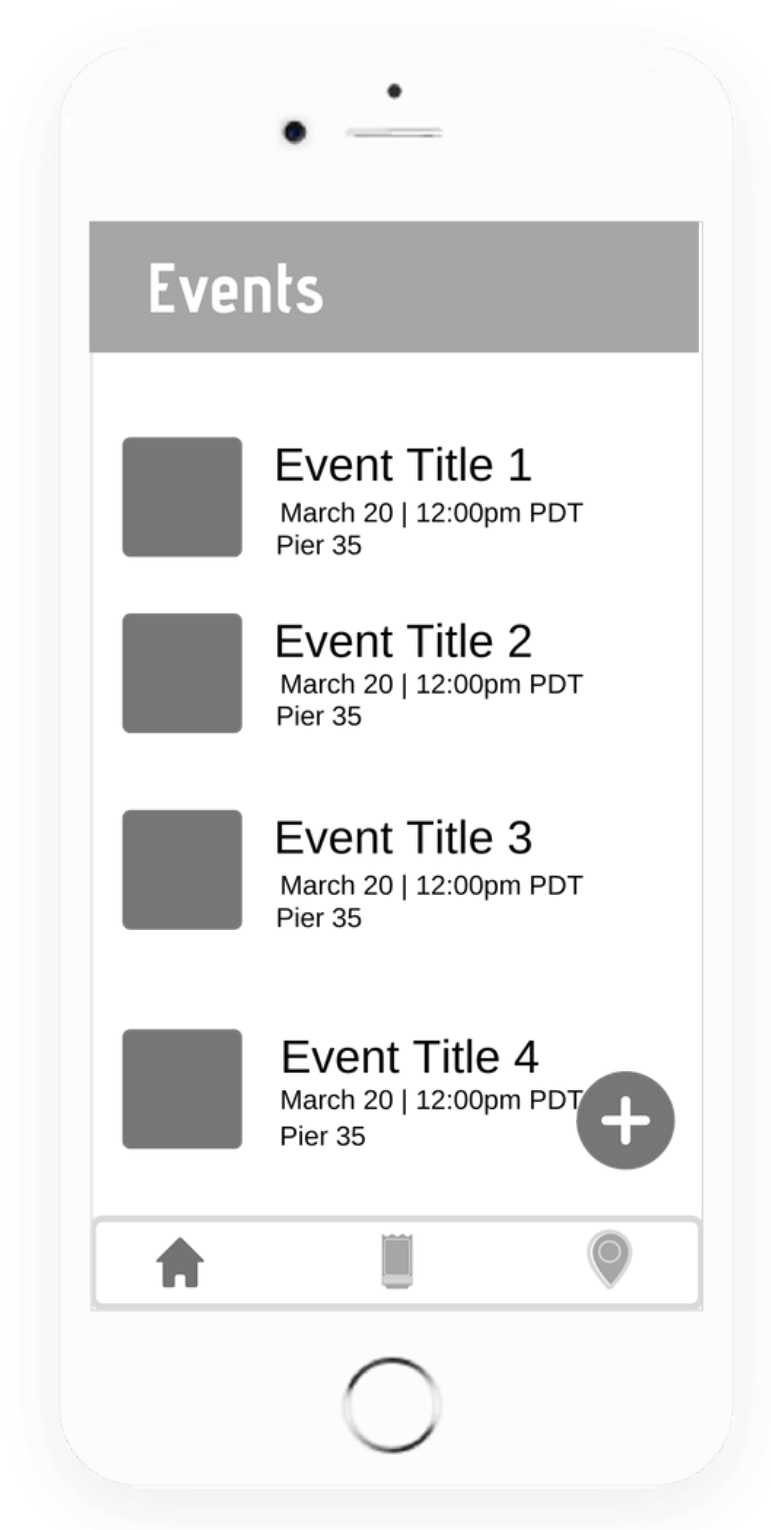 Events
Event Title 1
March 20 | 12:00pm PDT
Pier 35
Event Title 2
March 20 | 12:00pm PDT
Pier 35
Event Title 3
March 20 | 12:00pm PDT
Pier 35
Event Title 4
March 20 | 12:00pm PDT
Pier 35